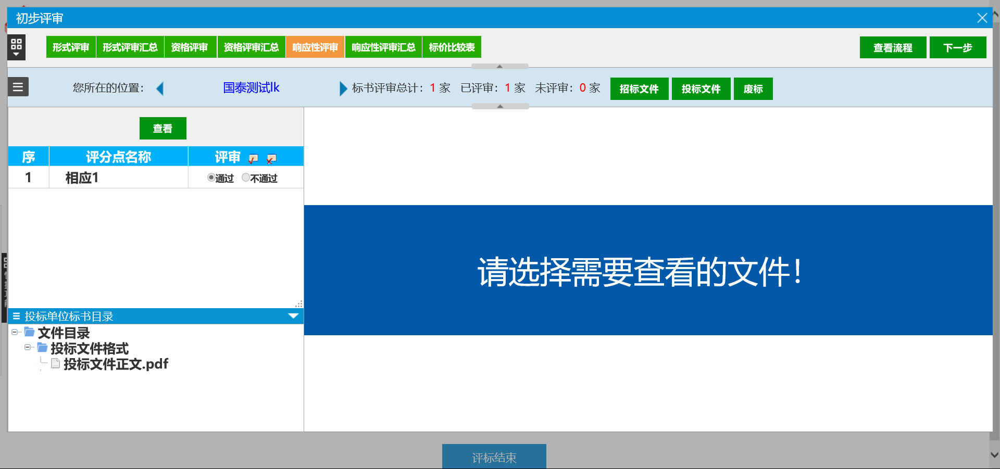 初步评审
形式评审 形式评审汇总 资格评审 资格评审汇总 响应性评审 响应性评审汇总 标价比较表 查看流程 下一步
您所在的位置： 国泰测试lk 标书评审总计：1 家 已评审：1 家 未评审：0 家 招标文件 投标文件 废标
查看
序 评分点名称 评审
1 相应1 通过 不通过
请选择需要查看的文件！
投标单位标书目录
文件目录
投标文件格式
投标文件正文.pdf
评标结束